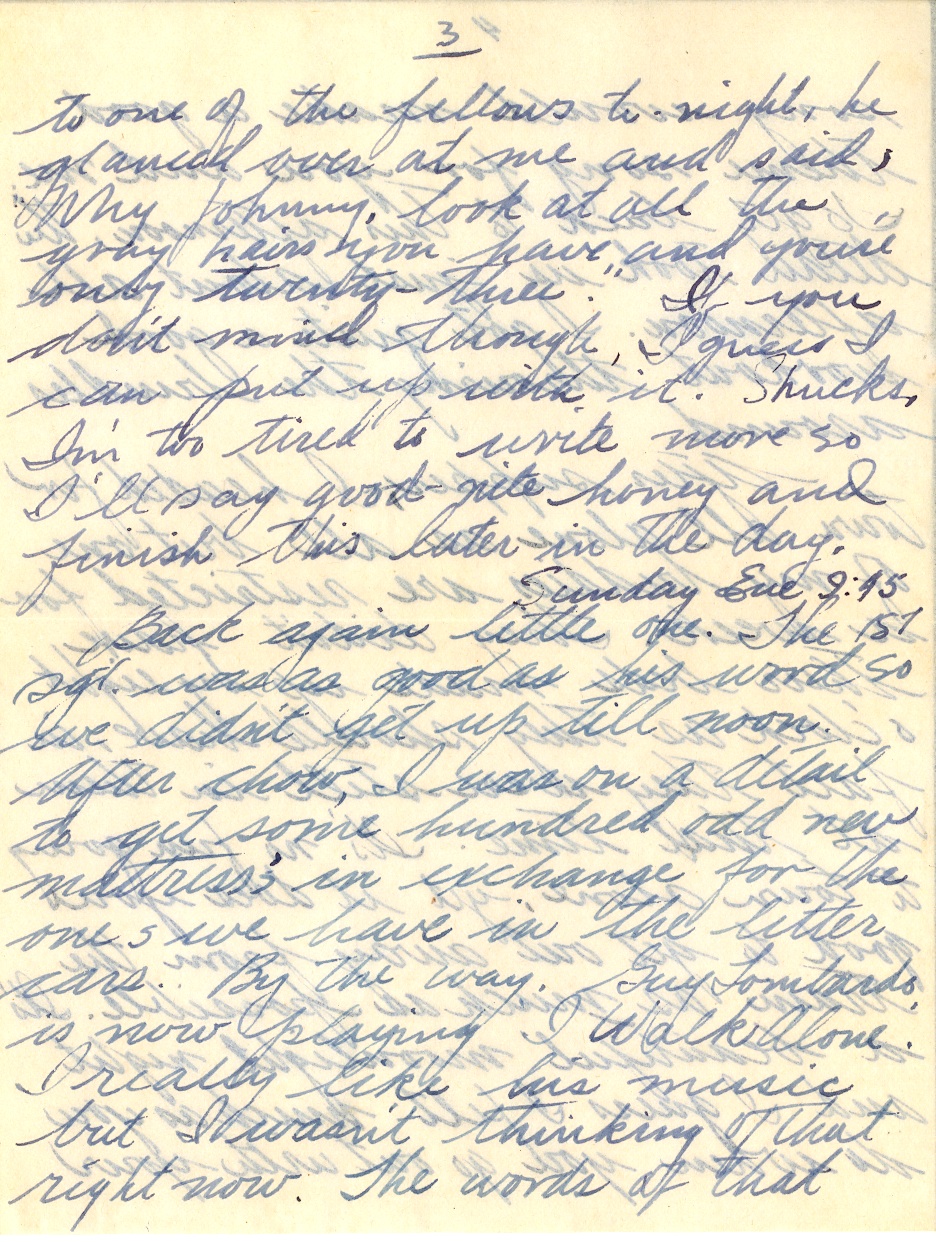 3
to one of the fellows to-night, he
glanced over at me and said,
"Why Johnny, look at all the
gray hairs you have, and you're
only twenty-three." If you
don't mind though, I guess I
can put up with it. Shucks,
I'm too tired to write more so
I'll say good-nite honey and
finish this later in the day.
Sunday Eve 9:45
Back again little one. The 1st
sgt. was as good as his word so
we didn't get up till noon.
After chow, I was on a detail
to get some hundred odd new
mattress's in exchange for the
ones we have in the litter
cars. By the way, Guy Lombardo
is now playing I Walk Alone.
I really like his music
but I wasn't thinking of that
right now. The words of that